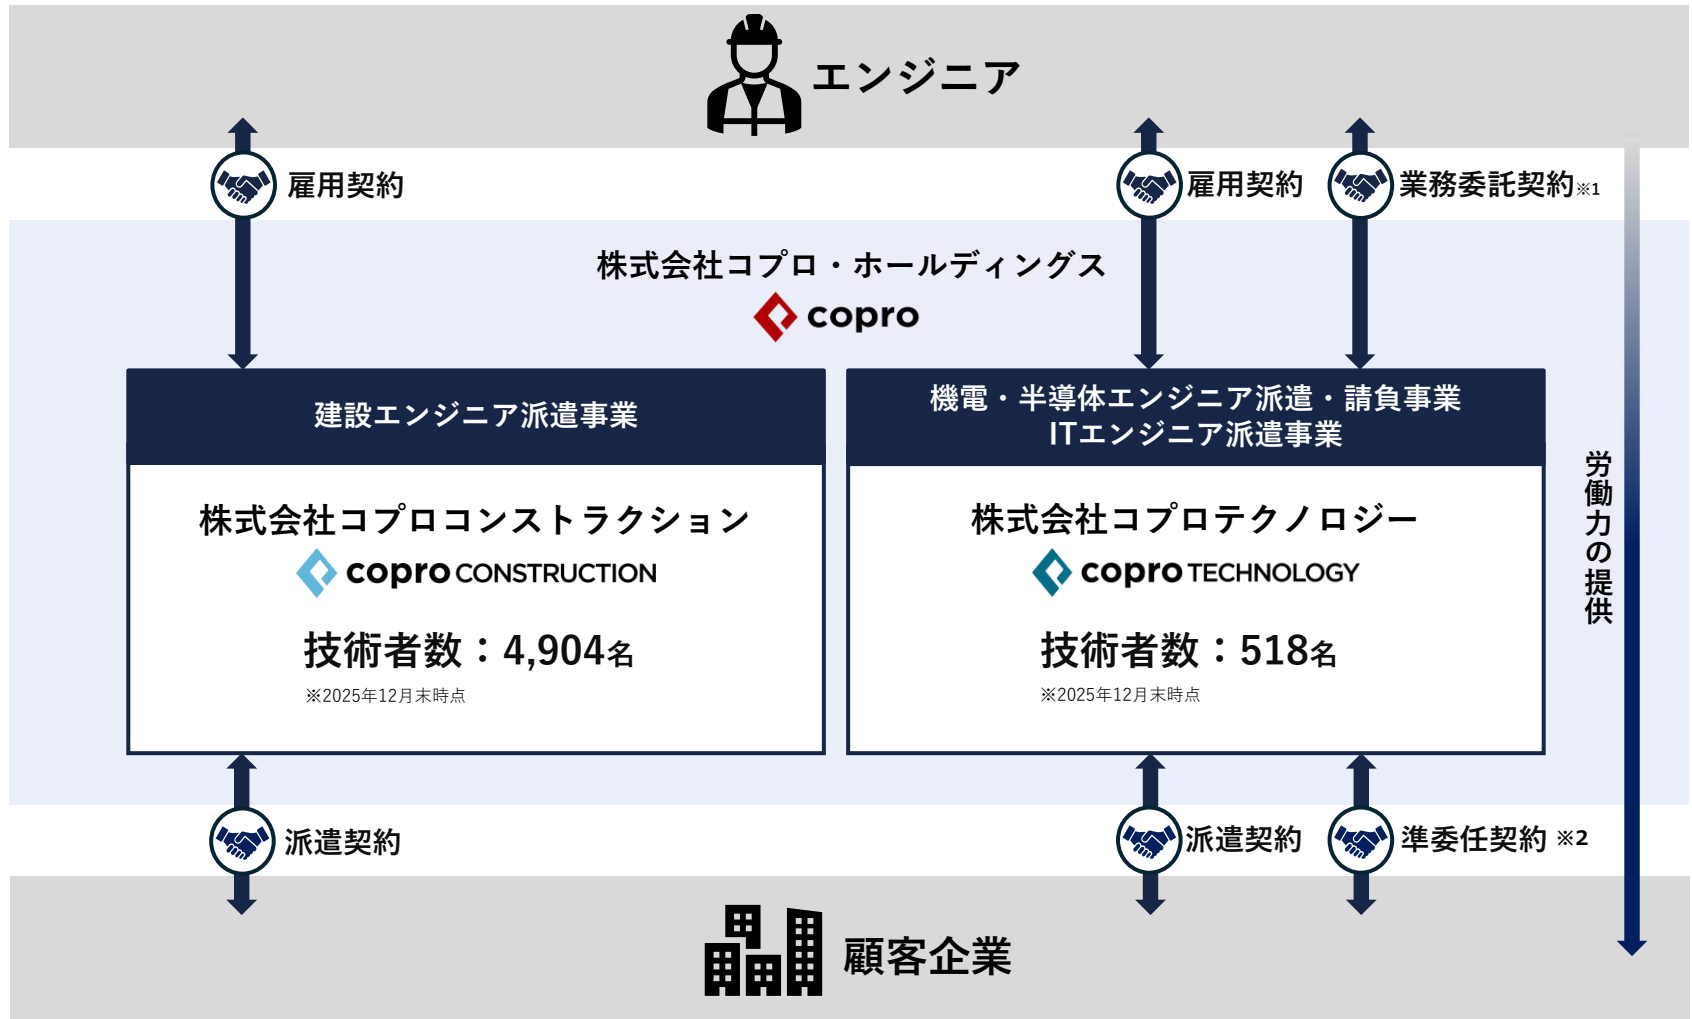 エンジニア
雇用契約
雇用契約
業務委託契約※1
株式会社コプロ・ホールディングス
copro
建設エンジニア派遣事業
株式会社コプロコンストラクション
copro CONSTRUCTION
技術者数：4,904名
※2025年12月末時点
機電・半導体エンジニア派遣・請負事業
ITエンジニア派遣事業
株式会社コプロテクノロジー
copro TECHNOLOGY
技術者数：518名
※2025年12月末時点
労働力の提供
派遣契約
派遣契約
準委任契約 ※2
顧客企業